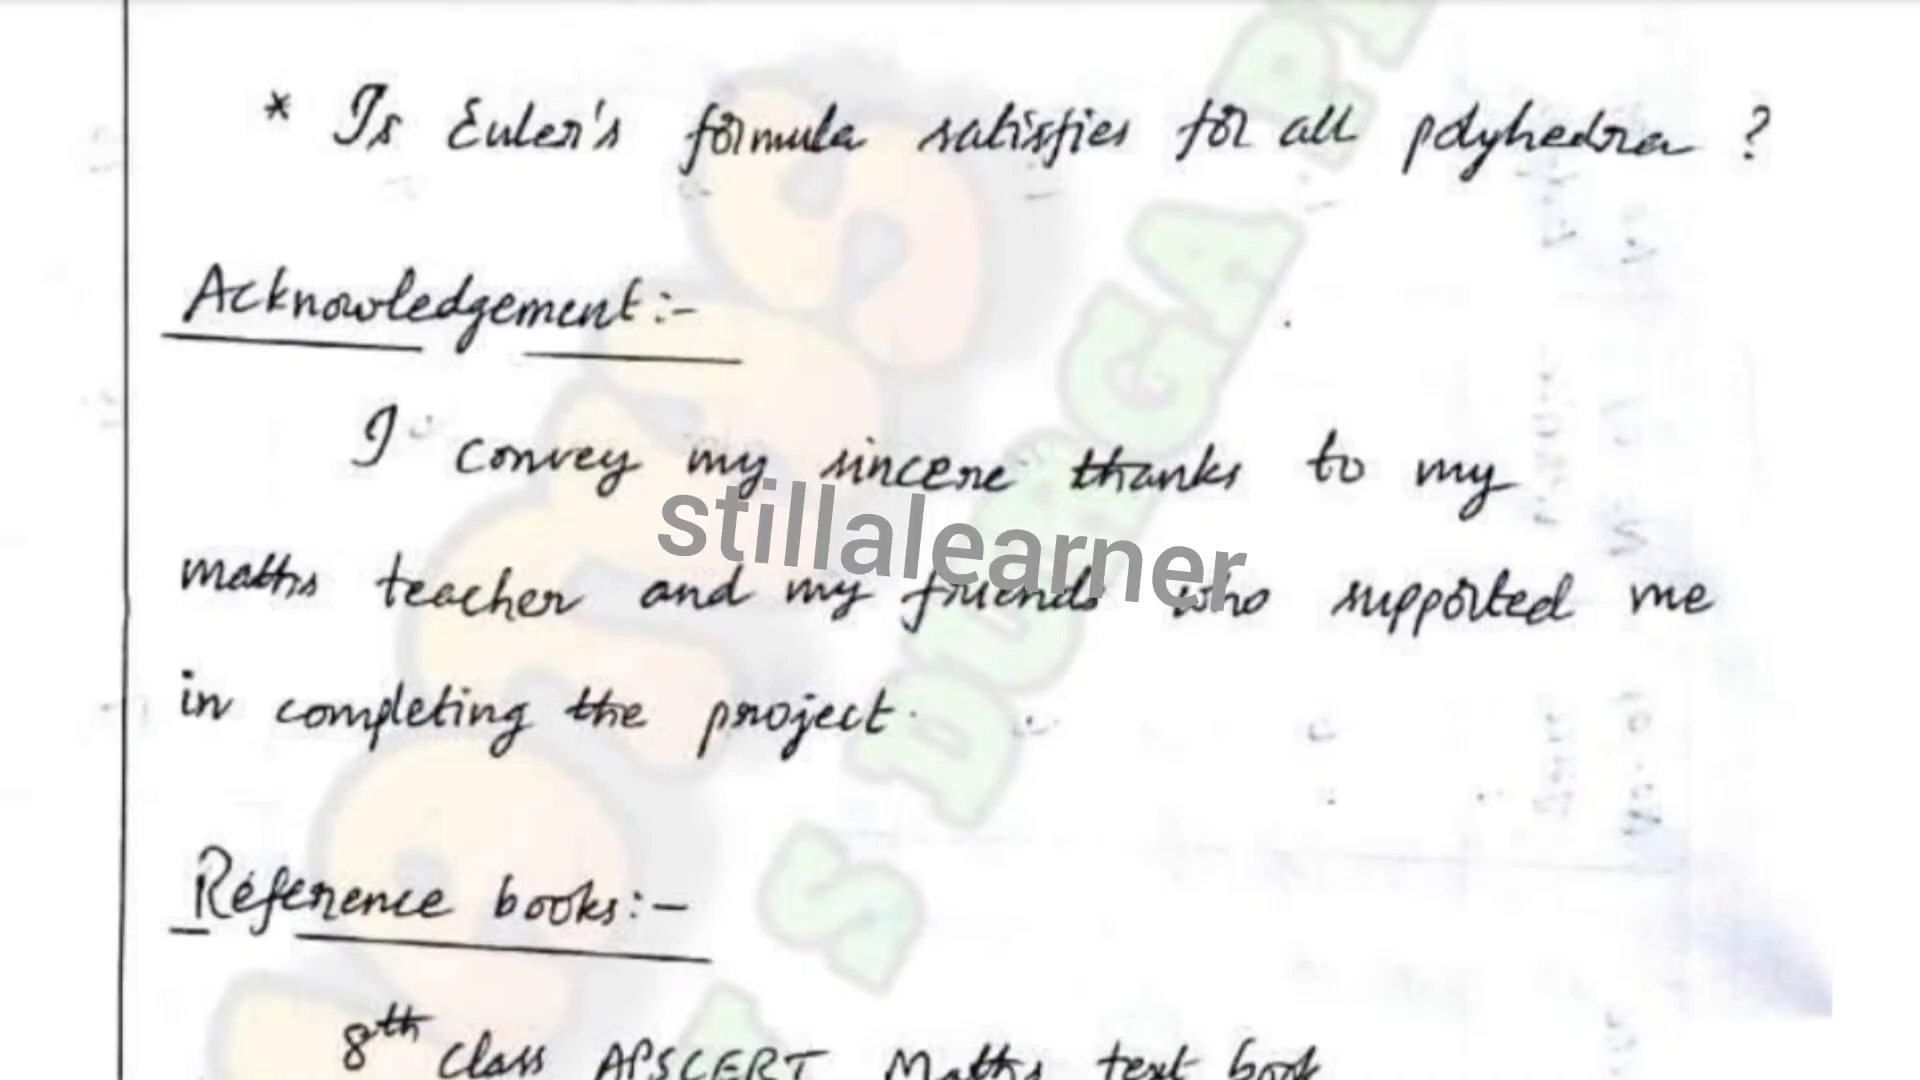 * Is Euler's formula satisfies for all polyhedra ?
Acknowledgement:-
I convey my sincere thanks to my
stillalearner
maths teacher and my friends who supported me
in completing the project.
Reference books:-
8th class APSCERT Maths text book